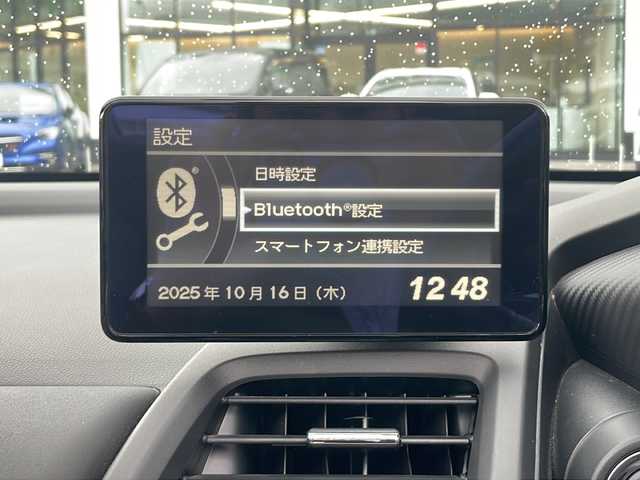 設定
日時設定
Bluetooth®設定
スマートフォン連携設定
2025年10月16日（木）
12 48